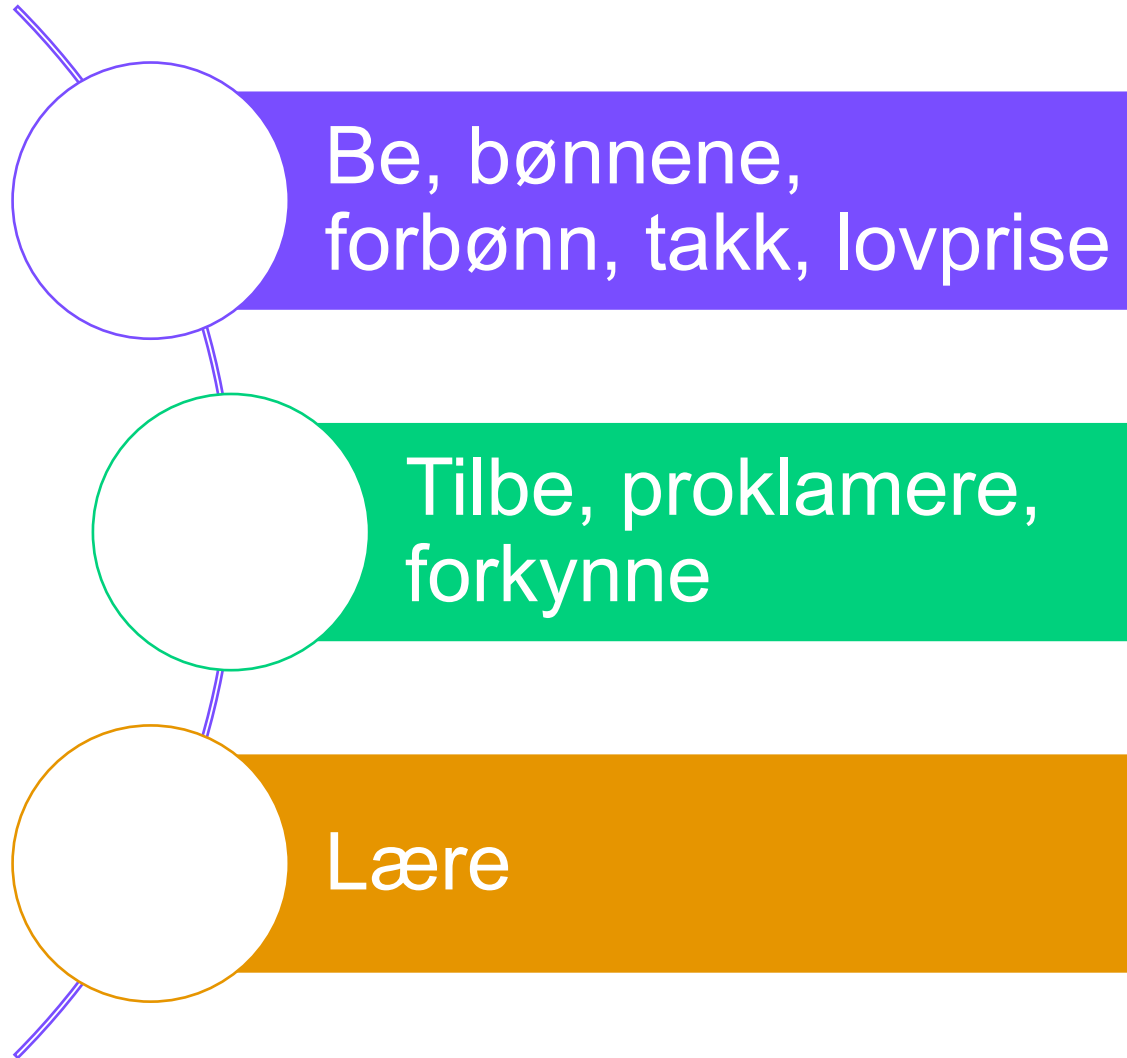 Be, bønnene,
forbønn, takk, lovprise
Tilbe, proklamere,
forkynne
Lære